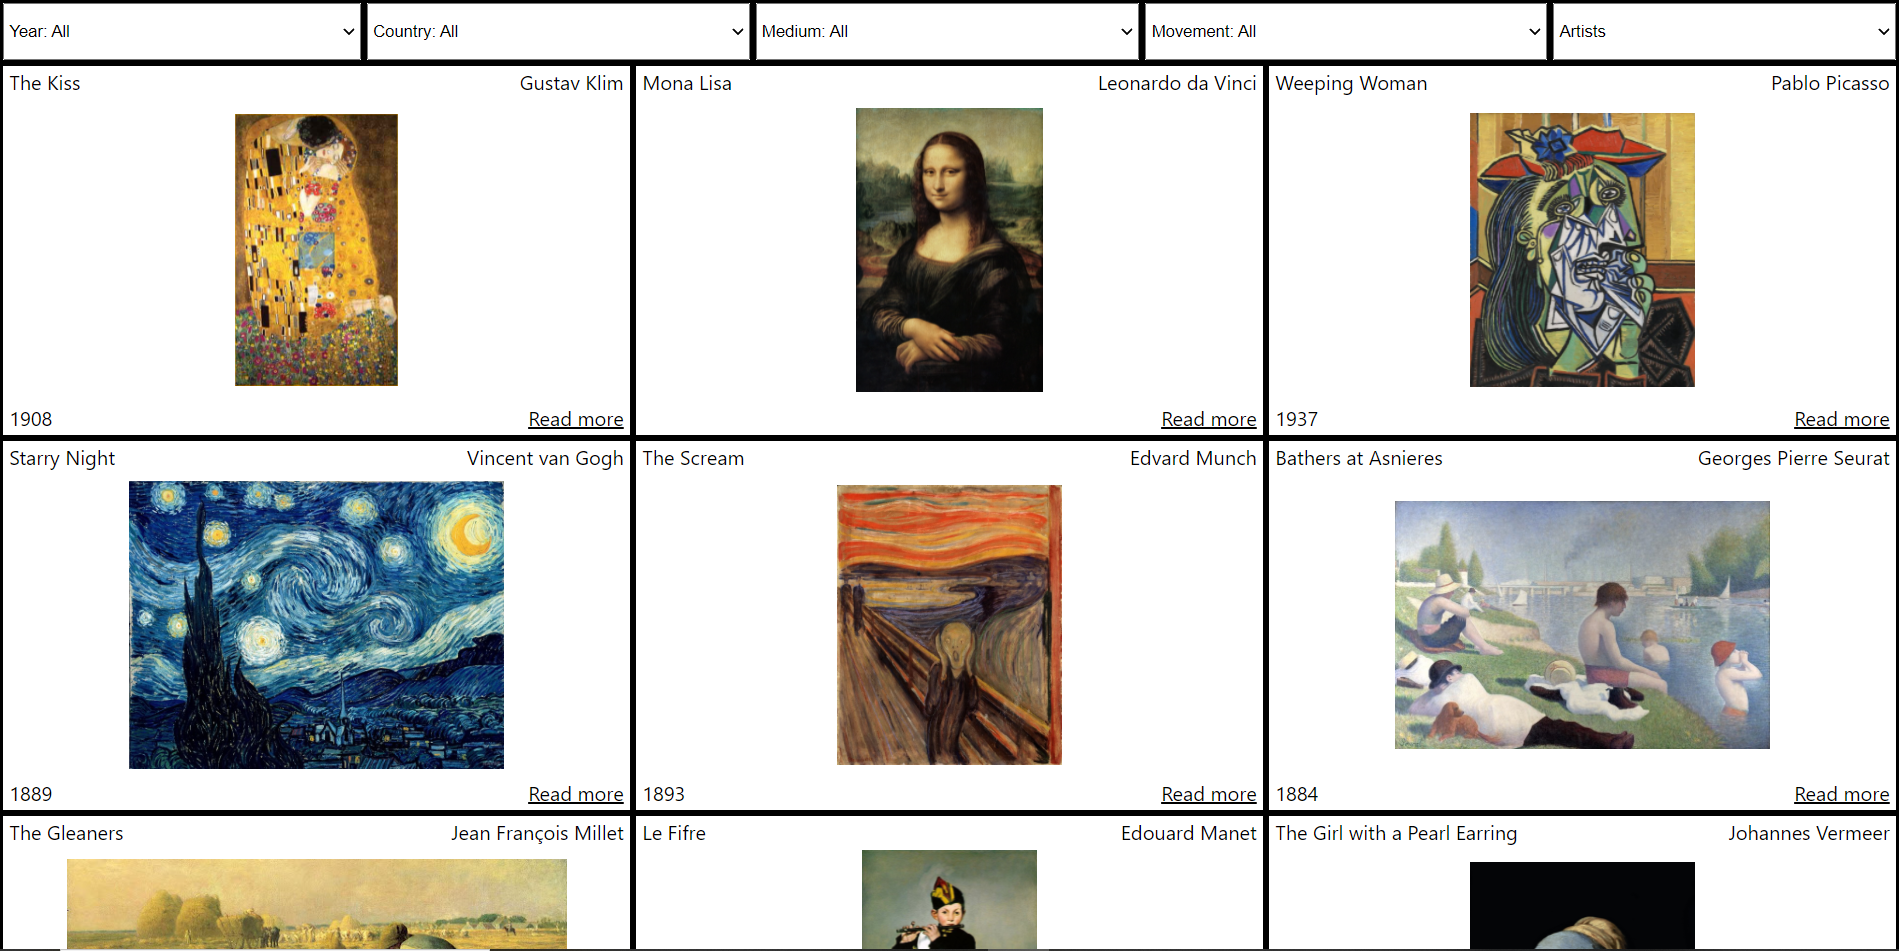 Year: All Country: All Medium: All Movement: All Artists
The Kiss Gustav Klim Mona Lisa Leonardo da Vinci Weeping Woman Pablo Picasso
1908 Read more Read more 1937 Read more
Starry Night Vincent van Gogh The Scream Edvard Munch Bathers at Asnieres Georges Pierre Seurat
1889 Read more 1893 Read more 1884 Read more
The Gleaners Jean François Millet Le Fifre Edouard Manet The Girl with a Pearl Earring Johannes Vermeer